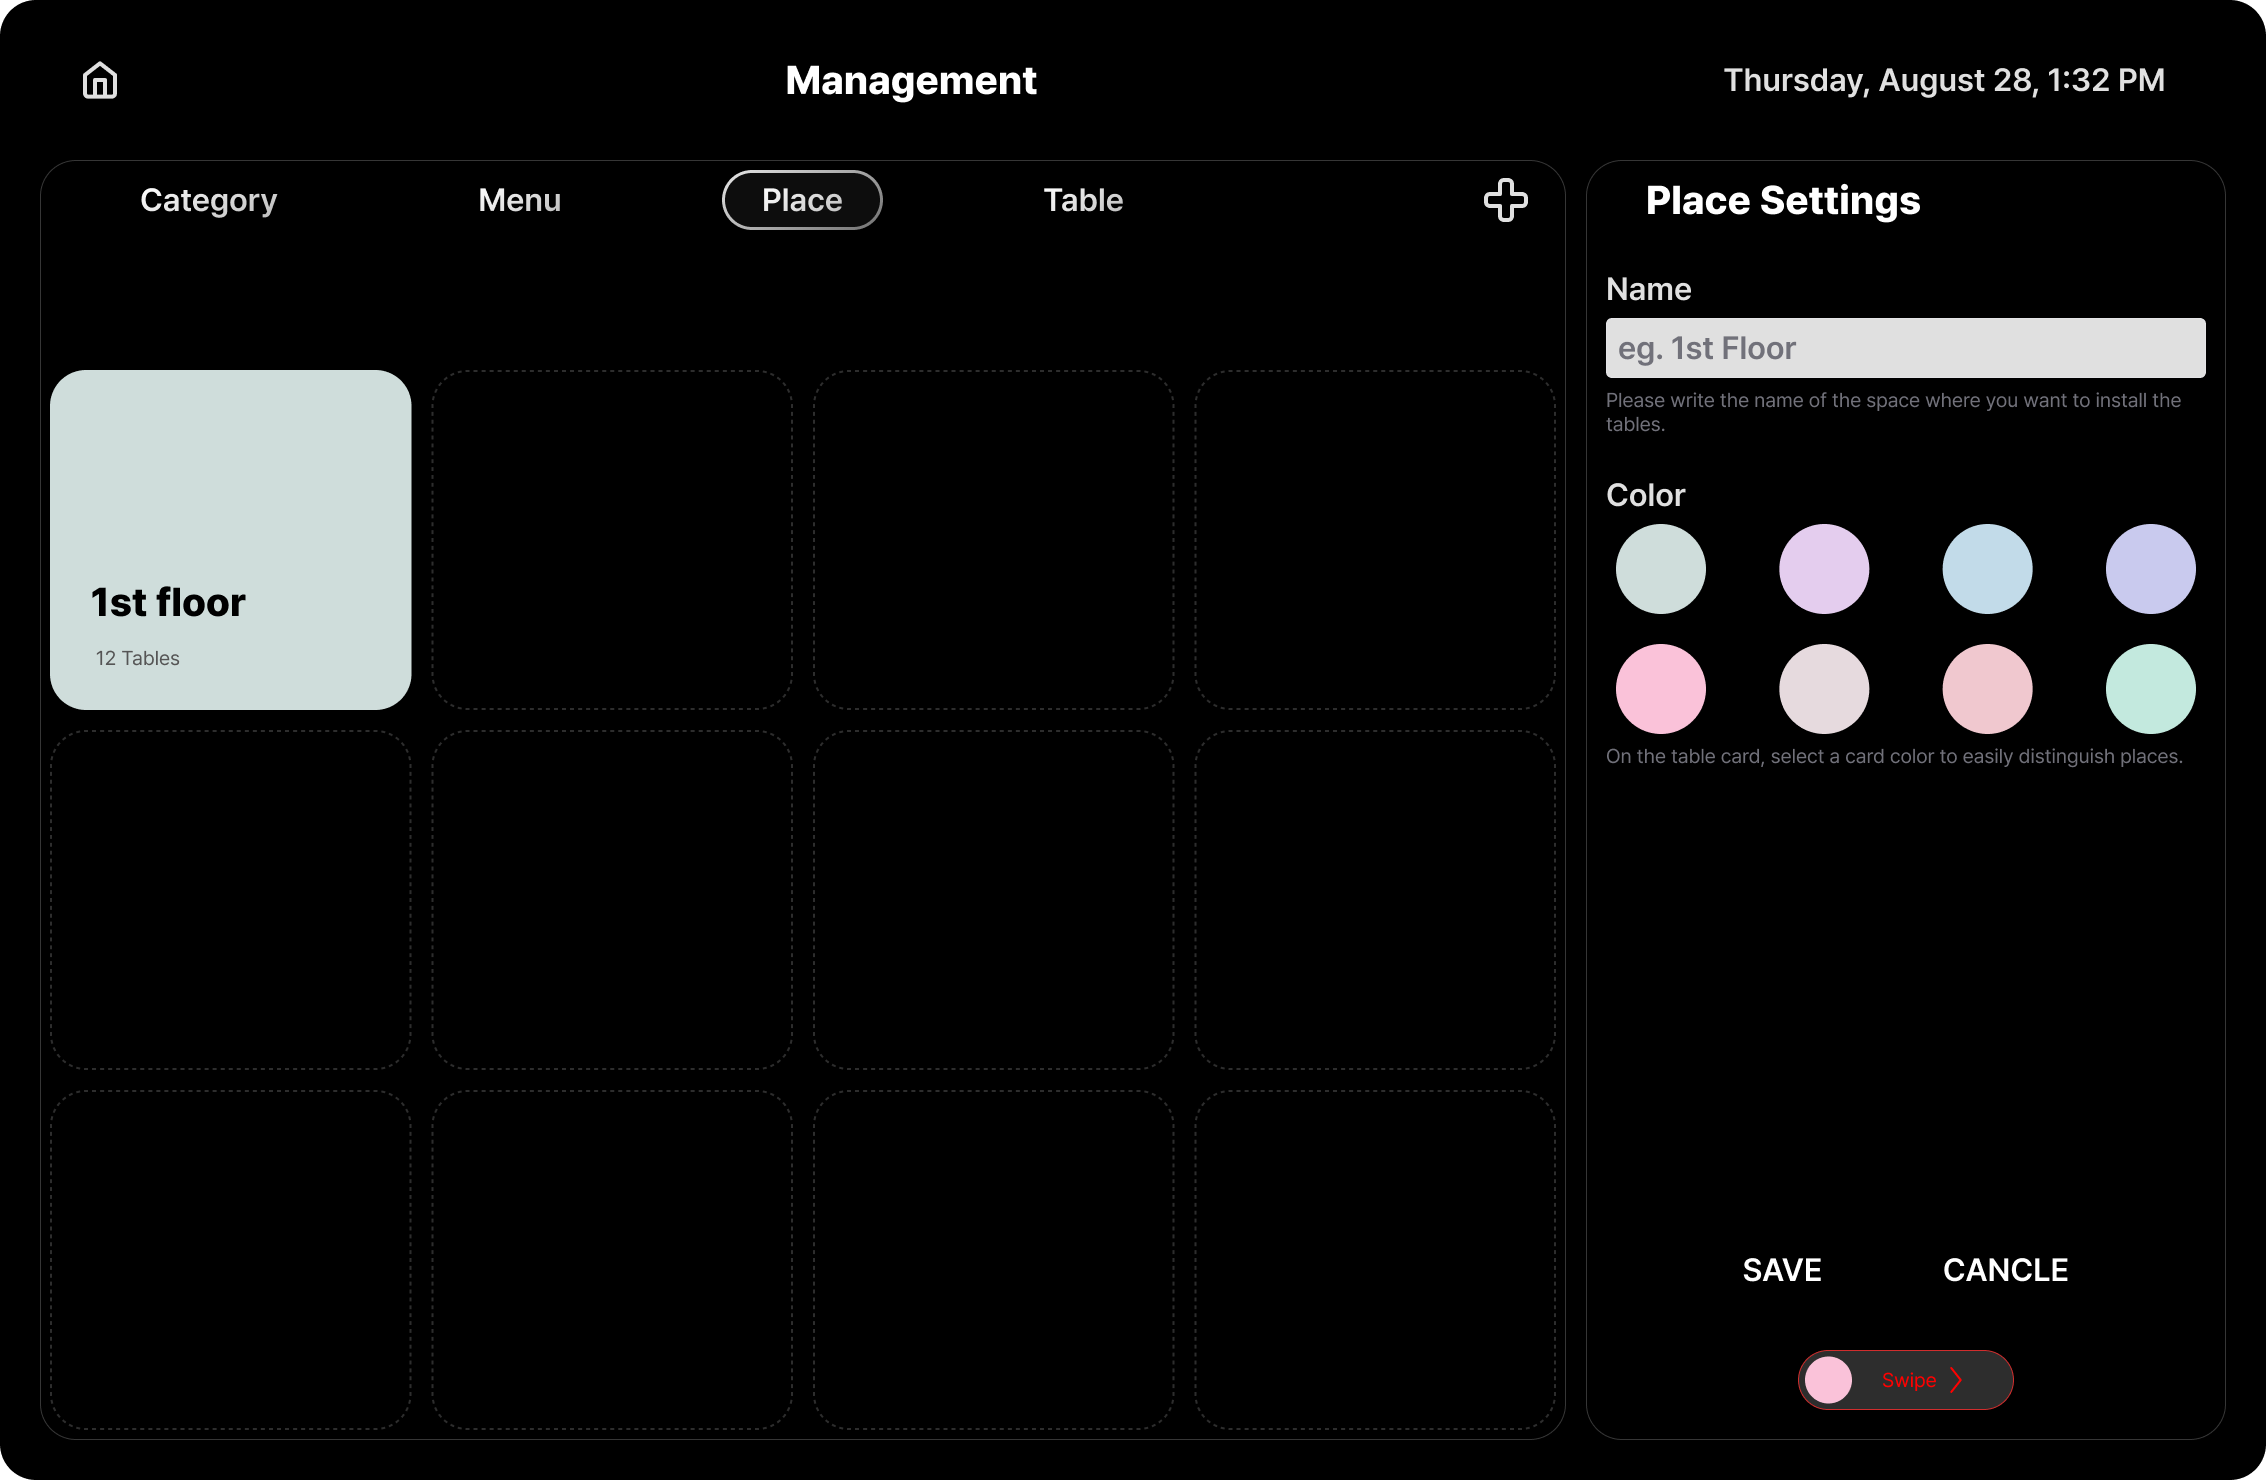 Management
Thursday, August 28, 1:32 PM
Category
Menu
Place
Table
1st floor
12 Tables
Place Settings
Name
eg. 1st Floor
Please write the name of the space where you want to install the
tables.
Color
On the table card, select a card color to easily distinguish places.
SAVE
CANCLE
Swipe